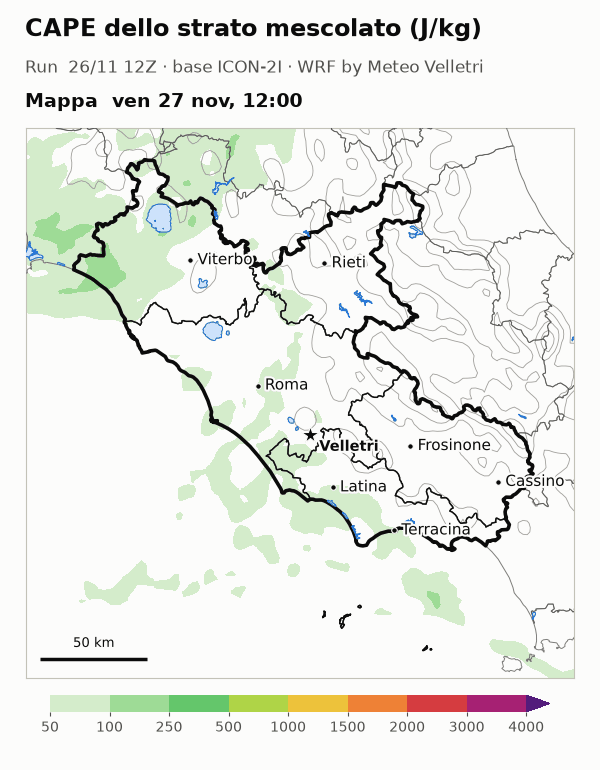 CAPE dello strato mescolato (J/kg)
Run  26/11 12Z · base ICON-2I · WRF by Meteo Velletri
Mappa  ven 27 nov, 12:00
Viterbo
Rieti
Roma
Velletri
Frosinone
Latina
Cassino
Terracina
50 km
50 100 250 500 1000 1500 2000 3000 4000